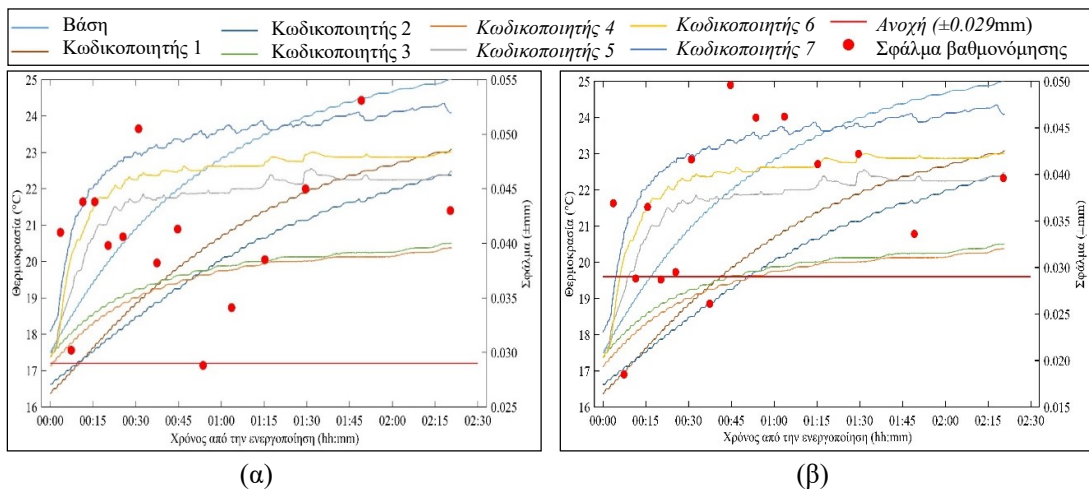 Βάση Κωδικοποιητής 2 Κωδικοποιητής 4 Κωδικοποιητής 6 Ανοχή (±0.029mm)
Κωδικοποιητής 1 Κωδικοποιητής 3 Κωδικοποιητής 5 Κωδικοποιητής 7 Σφάλμα βαθμονόμησης
25
24
23
22
21
20
19
18
17
16
Θερμοκρασία (°C)
0.055
0.050
0.045
0.040
0.035
0.030
0.025
Σφάλμα (±mm)
00:00 00:15 00:30 00:45 01:00 01:15 01:30 01:45 02:00 02:15 02:30
Χρόνος από την ενεργοποίηση (hh:mm)
(α)
25
24
23
22
21
20
19
18
17
16
Θερμοκρασία (°C)
0.050
0.045
0.040
0.035
0.030
0.025
0.020
0.015
Σφάλμα (–mm)
00:00 00:15 00:30 00:45 01:00 01:15 01:30 01:45 02:00 02:15 02:30
Χρόνος από την ενεργοποίηση (hh:mm)
(β)